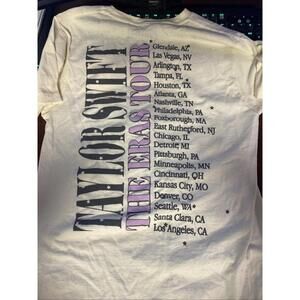 TAYLOR SWIFT
THE ERAS TOUR
Glendale, AZ
Las Vegas, NV
Arlington, TX
Tampa, FL
Houston, TX
Atlanta, GA
Nashville, TN
Philadelphia, PA
Foxborough, MA
East Rutherford, NJ
Chicago, IL
Detroit, MI
Pittsburgh, PA
Minneapolis, MN
Cincinnati, OH
Kansas City, MO
Denver, CO
Seattle, WA
Santa Clara, CA
Los Angeles, CA